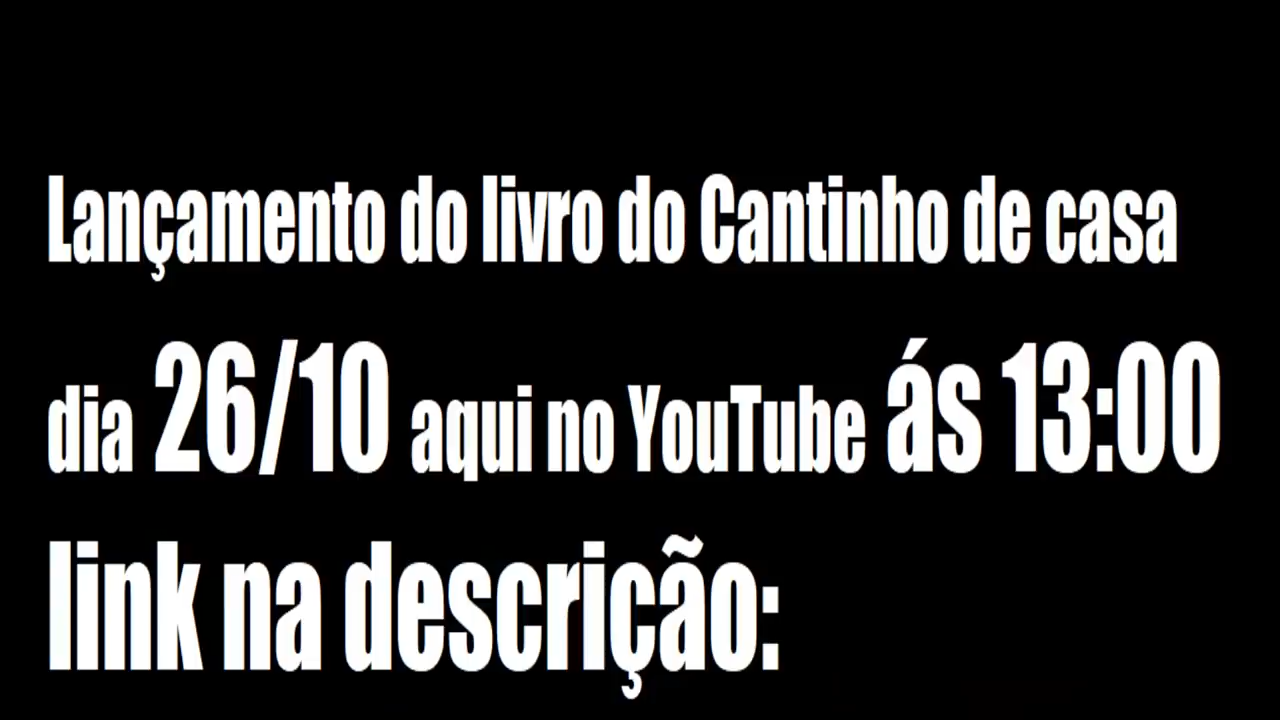 Lançamento do livro do Cantinho de casa
dia 26/10 aqui no YouTube ás 13:00
link na descrição: